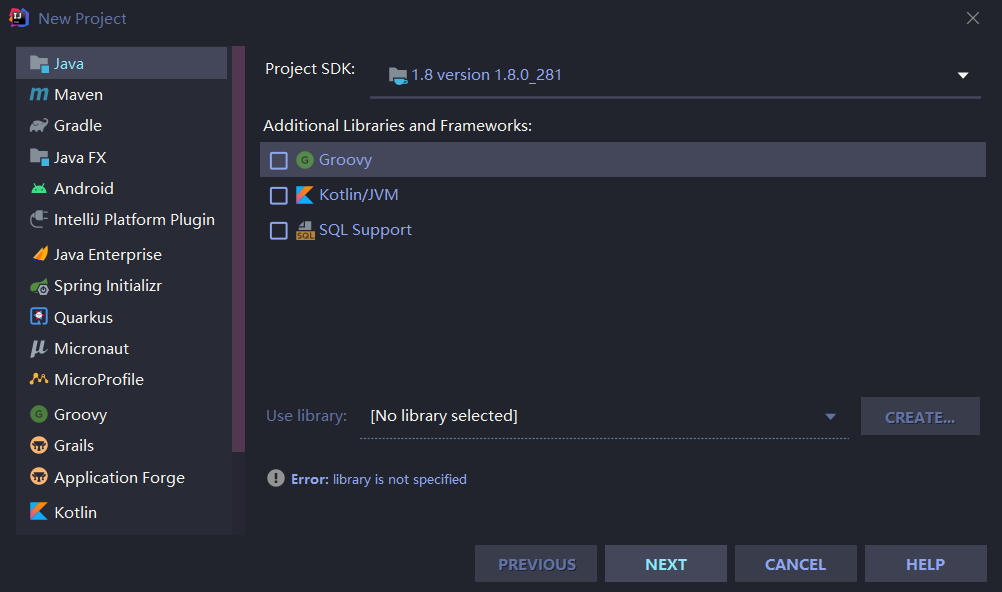 New Project
Java
Maven
Gradle
Java FX
Android
IntelliJ Platform Plugin
Java Enterprise
Spring Initializr
Quarkus
Micronaut
MicroProfile
Groovy
Grails
Application Forge
Kotlin
Project SDK: 1.8 version 1.8.0_281
Additional Libraries and Frameworks:
Groovy
Kotlin/JVM
SQL Support
Use library: [No library selected] CREATE...
Error: library is not specified
PREVIOUS NEXT CANCEL HELP